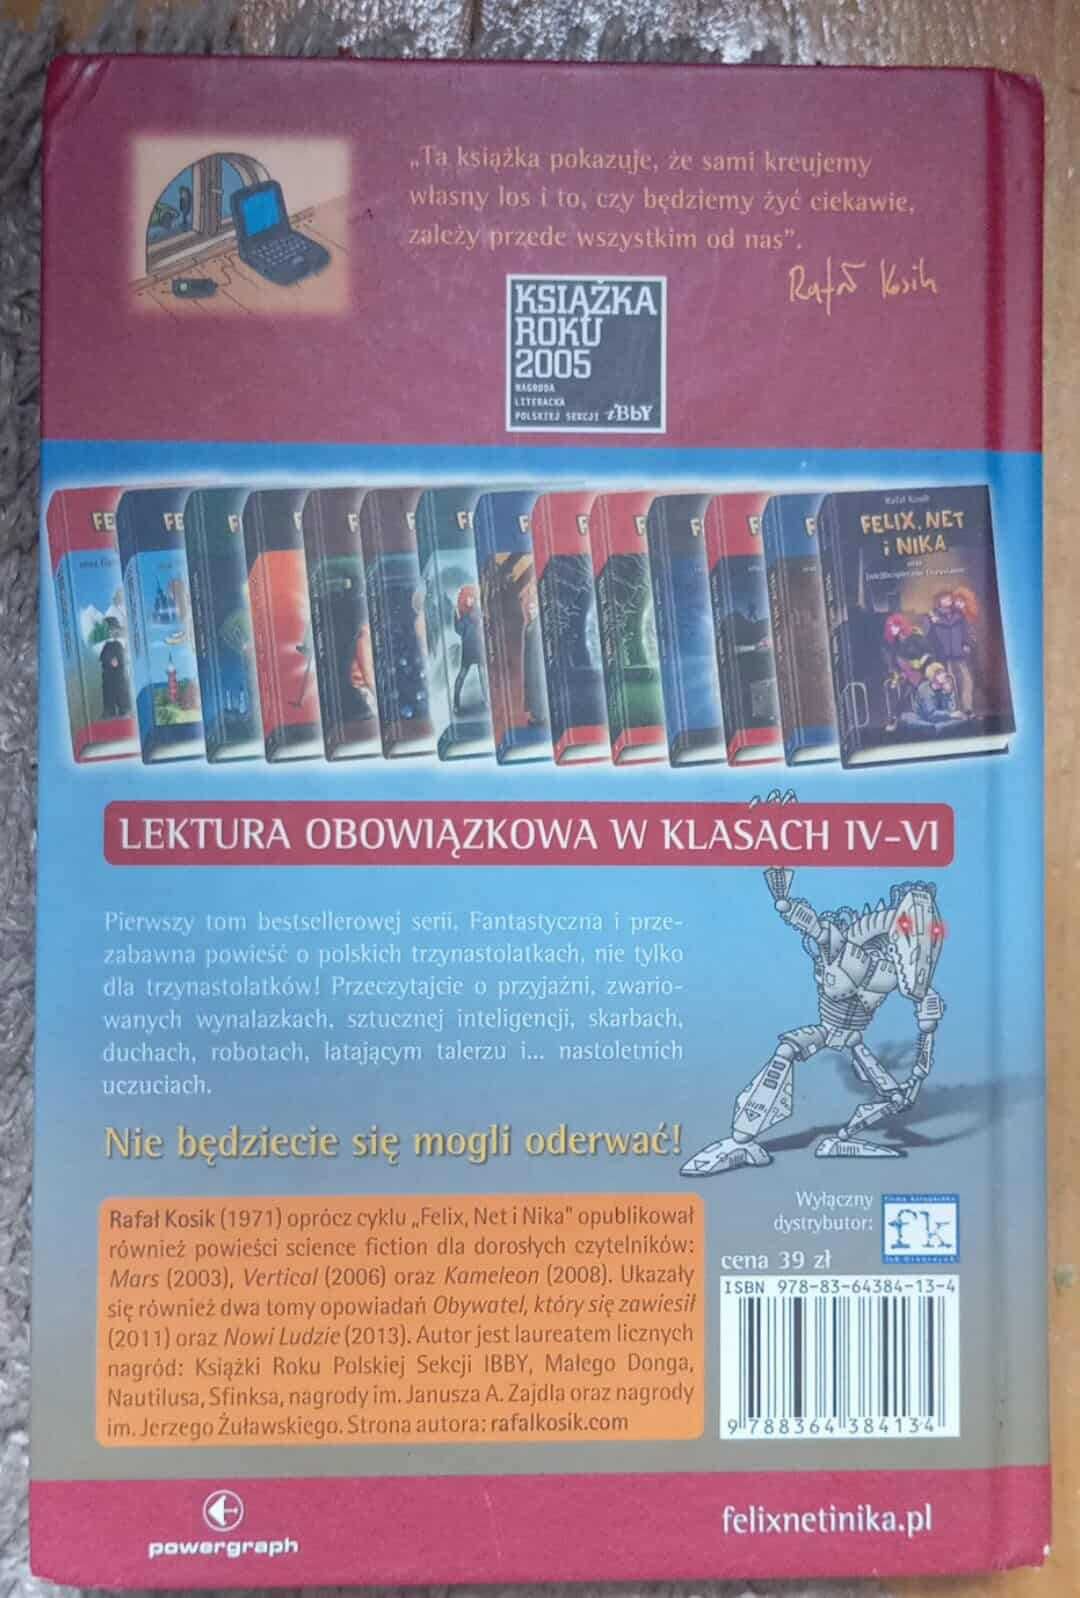 „Ta książka pokazuje, że sami kreujemy
własny los i to, czy będziemy żyć ciekawie,
zależy przede wszystkim od nas”.
Rafał Kosik
KSIĄŻKA
ROKU
2005
NAGRODA
LITERACKA
POLSKIEJ SEKCJI iBbY
Rafał Kosik
FELIX, NET
i NIKA
oraz
LEKTURA OBOWIĄZKOWA W KLASACH IV–VI
Pierwszy tom bestsellerowej serii. Fantastyczna i prze-
zabawna powieść o polskich trzynastolatkach, nie tylko
dla trzynastolatków! Przeczytajcie o przyjaźni, zwario-
wanych wynalazkach, sztucznej inteligencji, skarbach,
duchach, robotach, latającym talerzu i... nastoletnich
uczuciach.
Nie będziecie się mogli oderwać!
Rafał Kosik (1971) oprócz cyklu „Felix, Net i Nika” opublikował
również powieści science fiction dla dorosłych czytelników:
Mars (2003), Vertical (2006) oraz Kameleon (2008). Ukazały
się również dwa tomy opowiadań Obywatel, który się zawiesił
(2011) oraz Nowi Ludzie (2013). Autor jest laureatem licznych
nagród: Książki Roku Polskiej Sekcji IBBY, Małego Donga,
Nautilusa, Sfinksa, nagrody im. Janusza A. Zajdla oraz nagrody
im. Jerzego Żuławskiego. Strona autora: rafalkosik.com
Wyłączny
dystrybutor:
firma księgarska
fk
cena 39 zł
ISBN 978-83-64384-13-4
9 788364 384134
powergraph
felixnetinika.pl